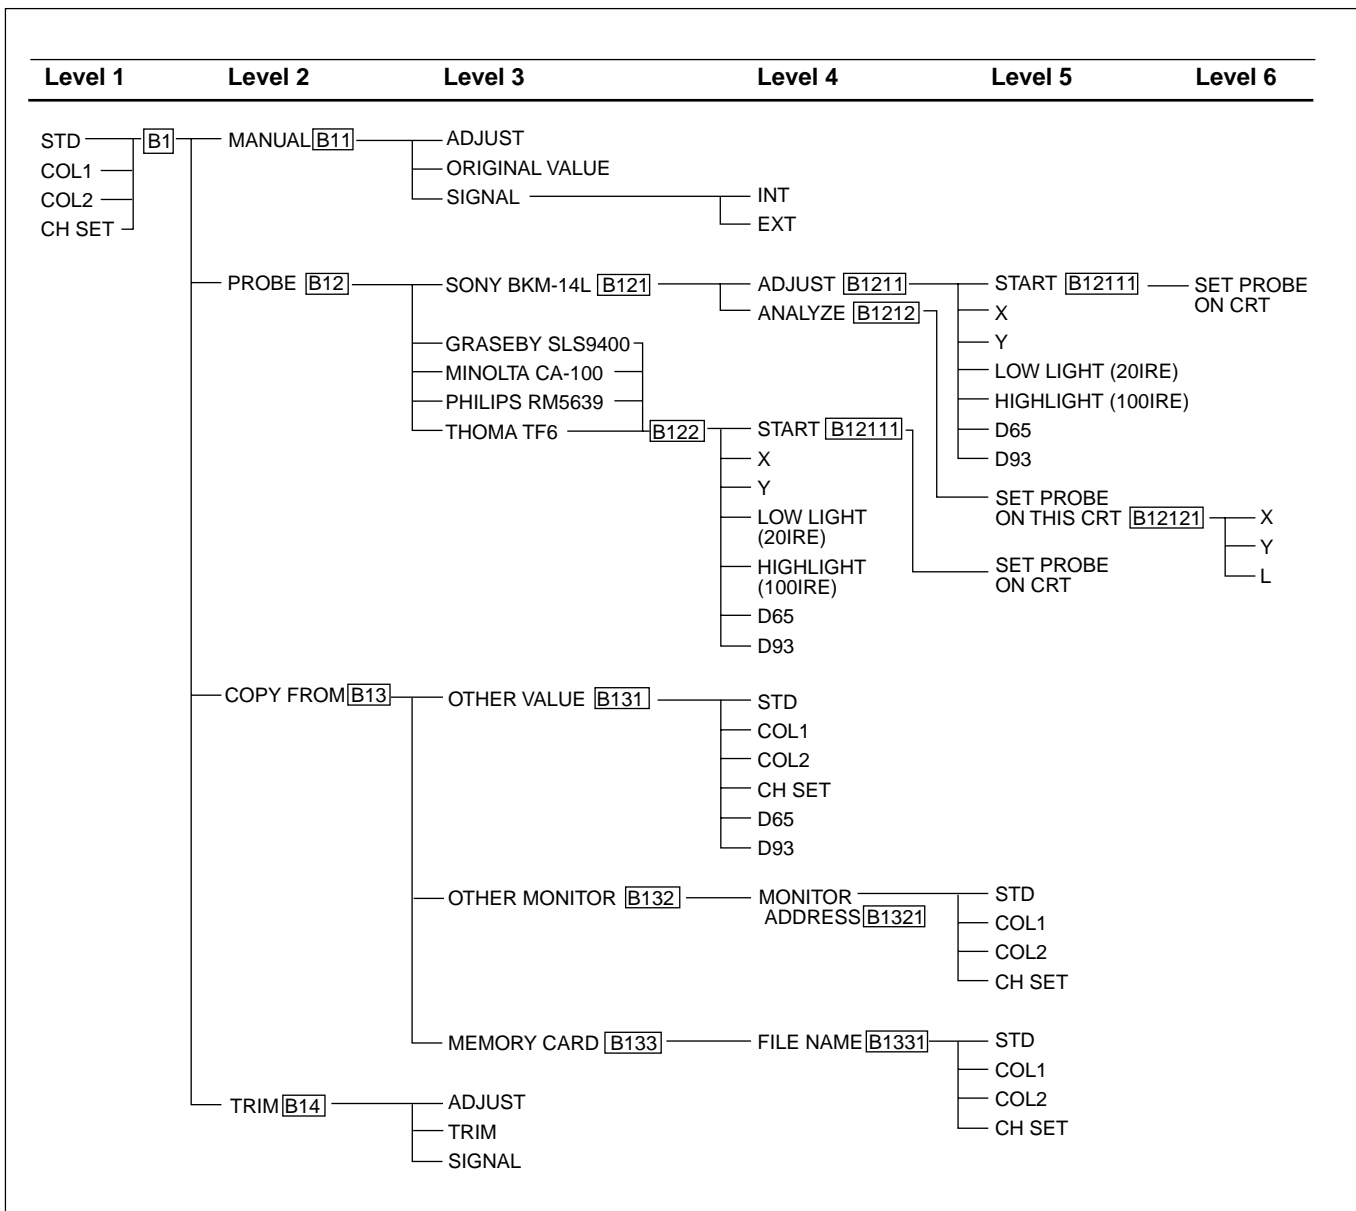 Level 1 Level 2 Level 3 Level 4 Level 5 Level 6
STD B1 MANUAL B11 ADJUST
COL1 ORIGINAL VALUE
COL2 SIGNAL INT
CH SET EXT
PROBE B12 SONY BKM-14L B121 ADJUST B1211 START B12111 SET PROBE
ON CRT
ANALYZE B1212 X
Y
GRASEBY SLS9400
MINOLTA CA-100 LOW LIGHT (20IRE)
PHILIPS RM5639 HIGHLIGHT (100IRE)
THOMA TF6 B122 START B12111 D65
X D93
Y SET PROBE
ON THIS CRT B12121 X
LOW LIGHT
(20IRE) Y
HIGHLIGHT SET PROBE L
(100IRE) ON CRT
D65
D93
COPY FROM B13 OTHER VALUE B131 STD
COL1
COL2
CH SET
D65
D93
OTHER MONITOR B132 MONITOR STD
ADDRESS B1321 COL1
COL2
CH SET
MEMORY CARD B133 FILE NAME B1331 STD
COL1
COL2
CH SET
TRIM B14 ADJUST
TRIM
SIGNAL